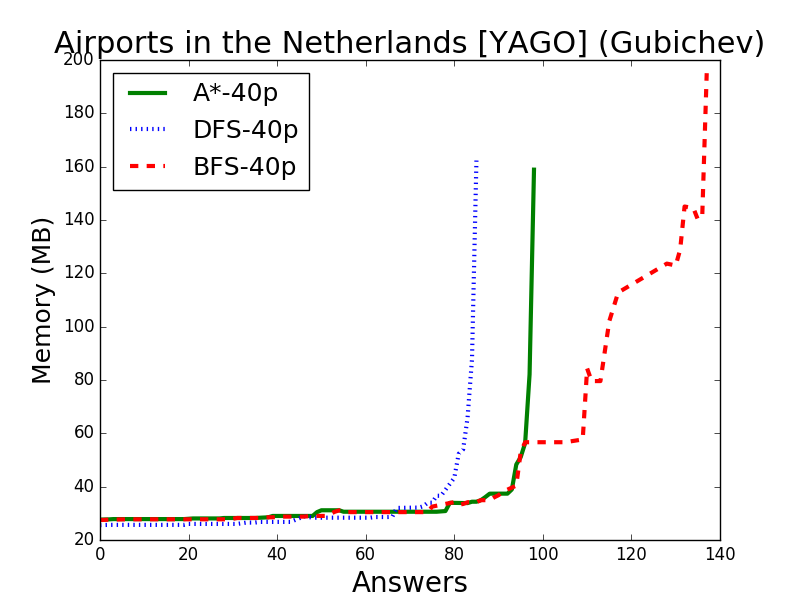 Airports in the Netherlands [YAGO] (Gubichev)
200
180
160
140
120
100
80
60
40
20
Memory (MB)
A*-40p
DFS-40p
BFS-40p
0 20 40 60 80 100 120 140
Answers